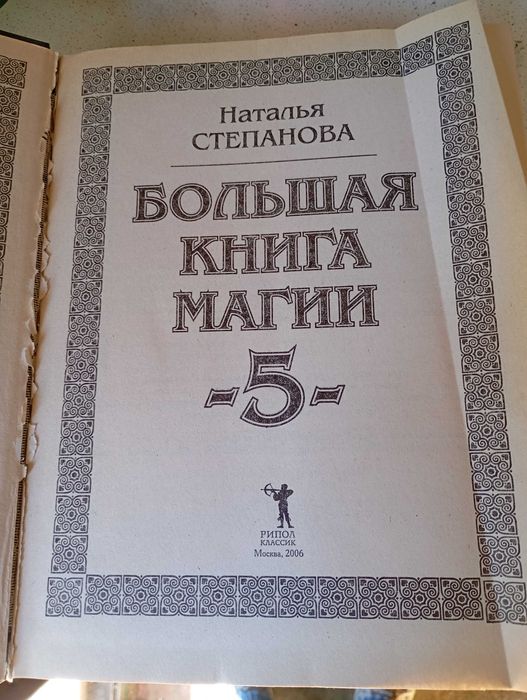 Наталья
СТЕПАНОВА
БОЛЬШАЯ
КНИГА
МАГИИ
-5-
РИПОЛ
КЛАССИК
Москва, 2006